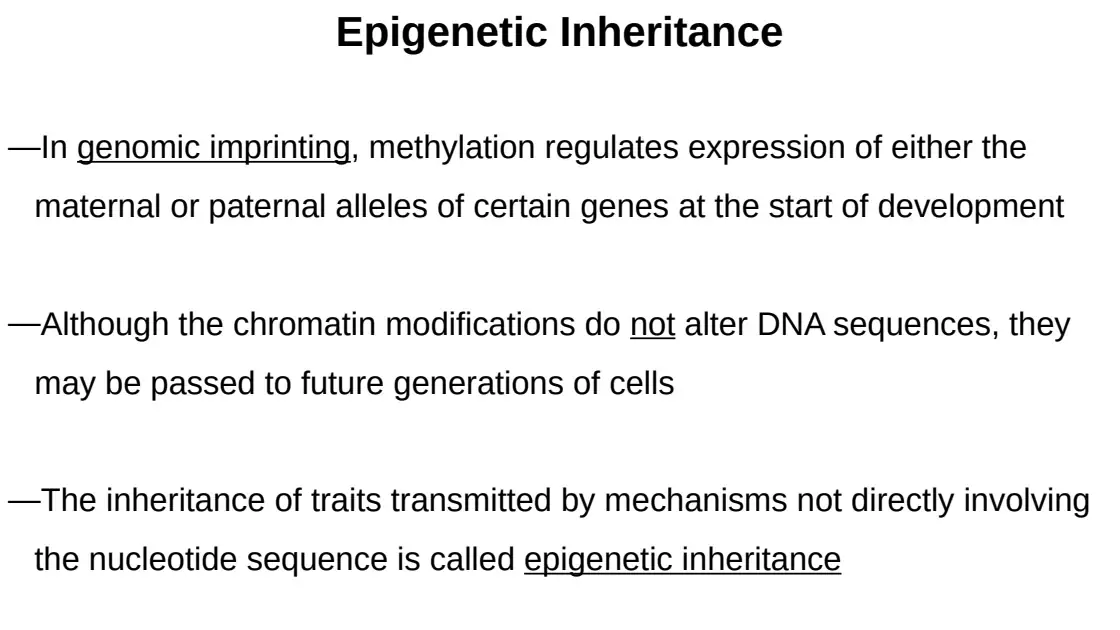 Epigenetic Inheritance
—In genomic imprinting, methylation regulates expression of either the
maternal or paternal alleles of certain genes at the start of development
—Although the chromatin modifications do not alter DNA sequences, they
may be passed to future generations of cells
—The inheritance of traits transmitted by mechanisms not directly involving
the nucleotide sequence is called epigenetic inheritance